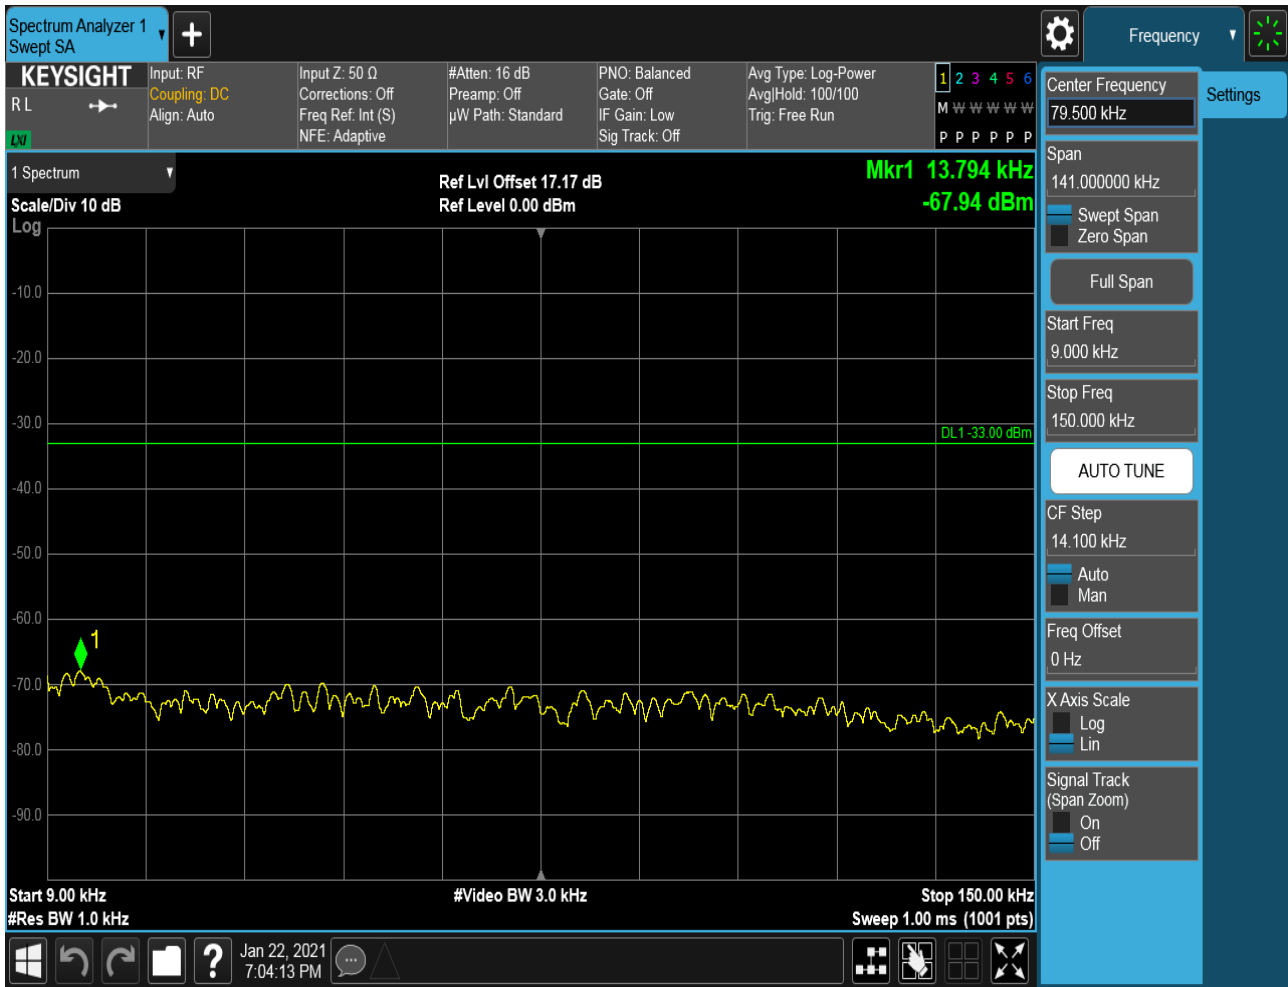 Spectrum Analyzer 1
Swept SA
+
Frequency
KEYSIGHT
R L
LXI
Input: RF
Coupling: DC
Align: Auto
Input Z: 50 Ω
Corrections: Off
Freq Ref: Int (S)
NFE: Adaptive
#Atten: 16 dB
Preamp: Off
µW Path: Standard
PNO: Balanced
Gate: Off
IF Gain: Low
Sig Track: Off
Avg Type: Log-Power
Avg|Hold: 100/100
Trig: Free Run
1 2 3 4 5 6
M W W W W W
P P P P P P
1 Spectrum
Scale/Div 10 dB
Log
Ref Lvl Offset 17.17 dB
Ref Level 0.00 dBm
Mkr1 13.794 kHz
-67.94 dBm
-10.0
-20.0
-30.0
DL1 -33.00 dBm
-40.0
-50.0
-60.0
1
-70.0
-80.0
-90.0
Start 9.00 kHz
#Video BW 3.0 kHz
Stop 150.00 kHz
#Res BW 1.0 kHz
Sweep 1.00 ms (1001 pts)
?
Jan 22, 2021
7:04:13 PM
Center Frequency
79.500 kHz
Settings
Span
141.000000 kHz
Swept Span
Zero Span
Full Span
Start Freq
9.000 kHz
Stop Freq
150.000 kHz
AUTO TUNE
CF Step
14.100 kHz
Auto
Man
Freq Offset
0 Hz
X Axis Scale
Log
Lin
Signal Track
(Span Zoom)
On
Off